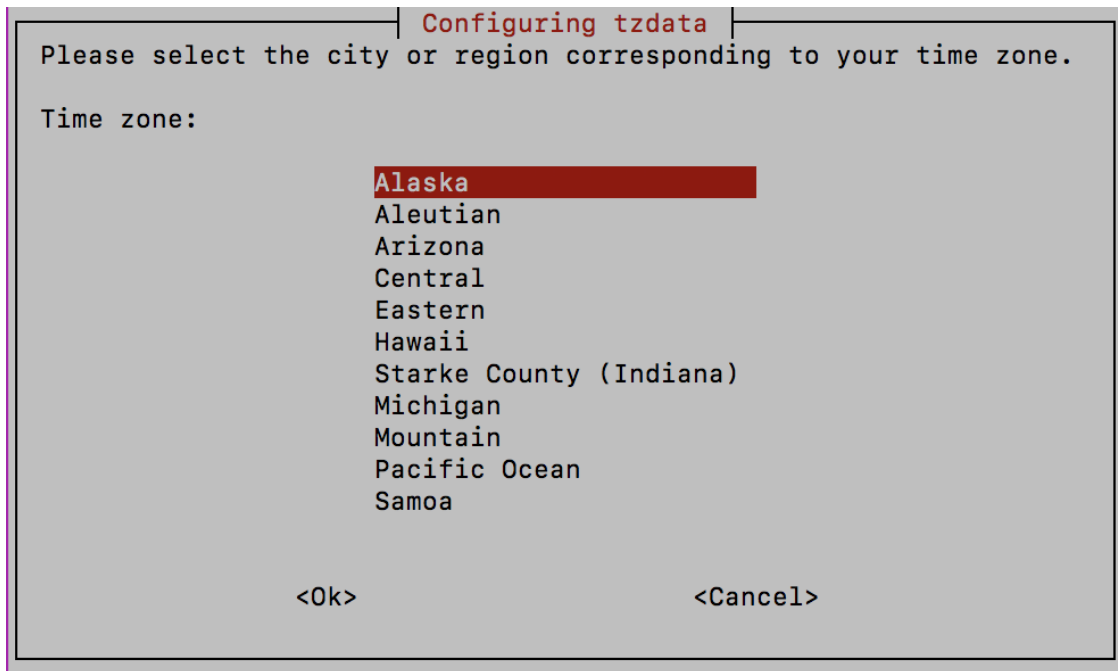 Configuring tzdata
Please select the city or region corresponding to your time zone.
Time zone:
Alaska
Aleutian
Arizona
Central
Eastern
Hawaii
Starke County (Indiana)
Michigan
Mountain
Pacific Ocean
Samoa
<Ok> <Cancel>